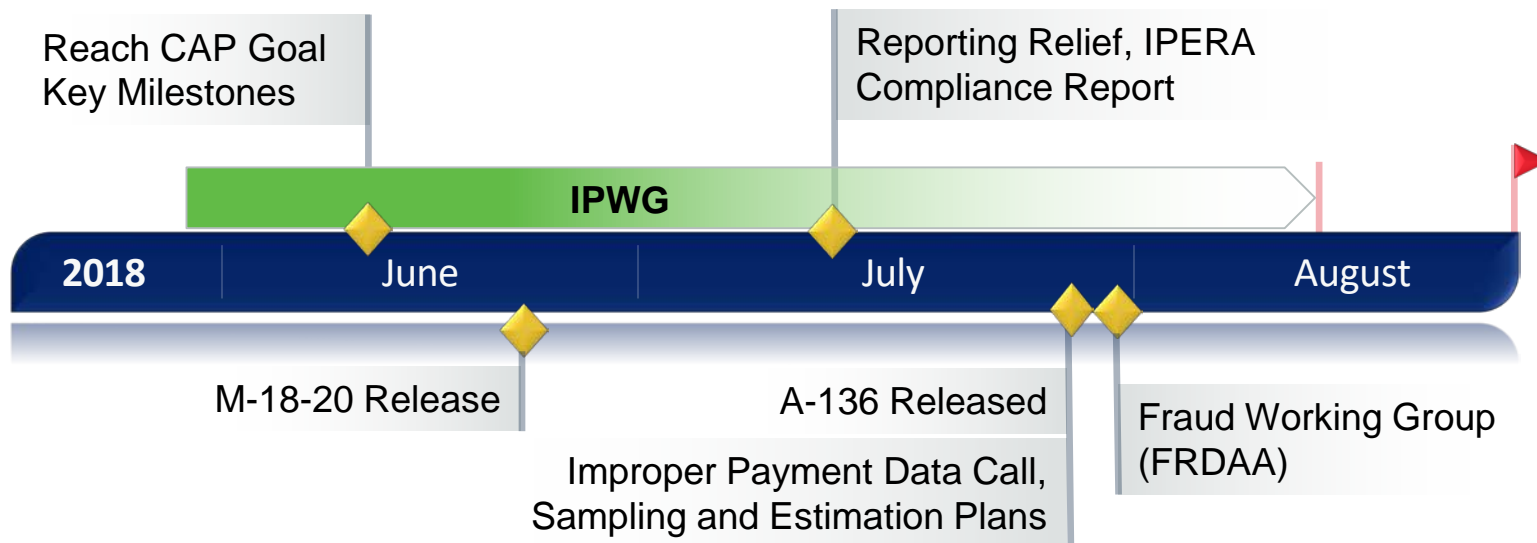 Reach CAP Goal
Key Milestones
Reporting Relief, IPERA
Compliance Report
IPWG
2018
June
July
August
M-18-20 Release
A-136 Released
Improper Payment Data Call,
Sampling and Estimation Plans
Fraud Working Group
(FRDAA)